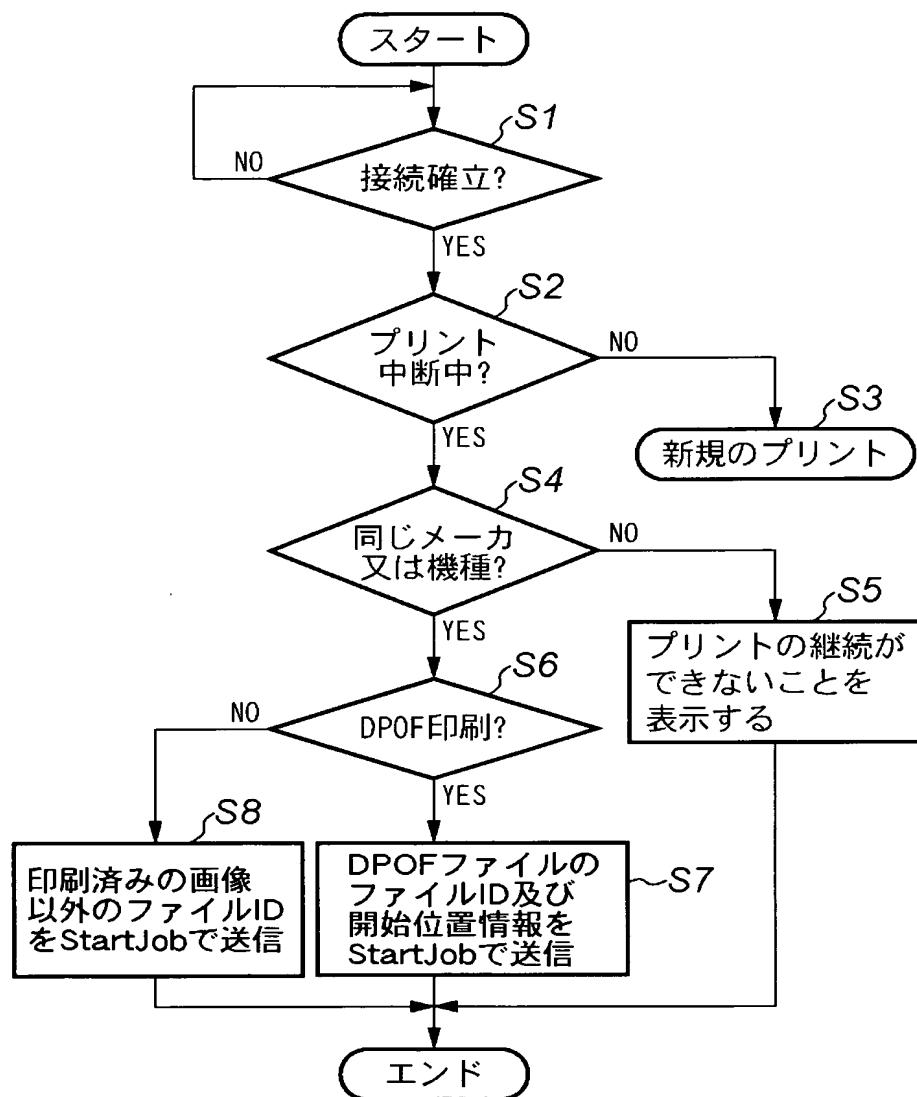 スタート
S1
接続確立?
NO
YES
S2
プリント
中断中?
NO
YES
S3
新規のプリント
S4
同じメーカ
又は機種?
NO
YES
S5
プリントの継続が
できないことを
表示する
S6
DPOF印刷?
NO
YES
S8
印刷済みの画像
以外のファイルID
をStartJobで送信
S7
DPOFファイルの
ファイルID及び
開始位置情報を
StartJobで送信
エンド